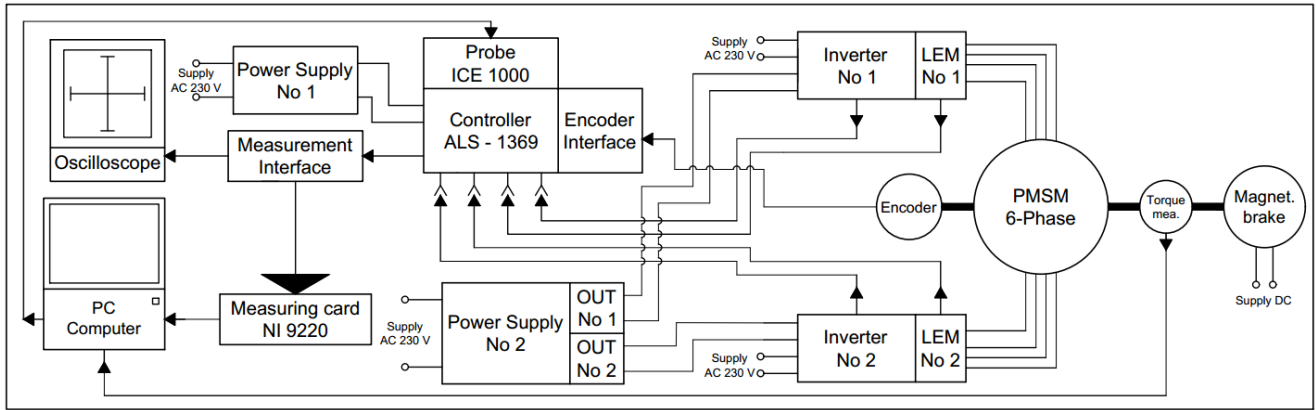 Supply
AC 230 V
Power Supply
No 1
Probe
ICE 1000
Controller
ALS - 1369
Encoder
Interface
Supply
AC 230 V
Inverter
No 1
LEM
No 1
Oscilloscope
Measurement
Interface
Encoder
PMSM
6-Phase
Torque
mea.
Magnet.
brake
Supply DC
PC
Computer
Measuring card
NI 9220
Supply
AC 230 V
Power Supply
No 2
OUT
No 1
OUT
No 2
Supply
AC 230 V
Inverter
No 2
LEM
No 2